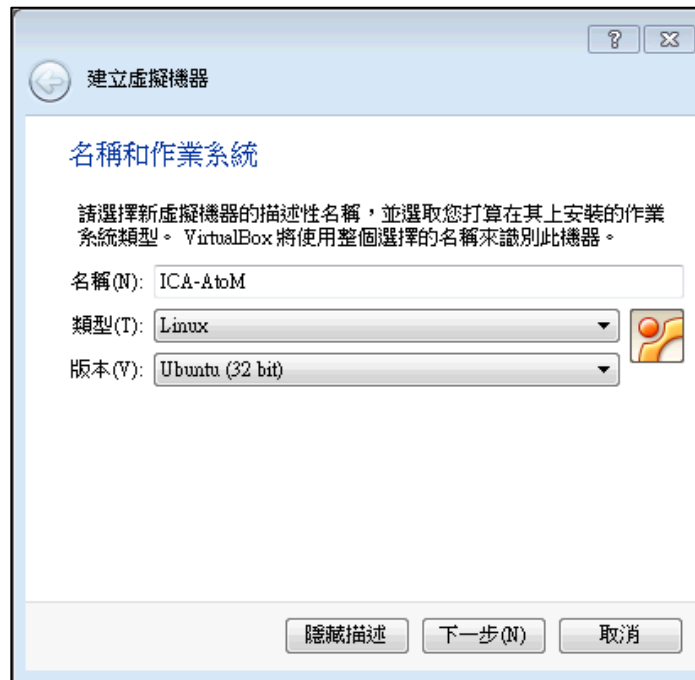 建立虛擬機器
名稱和作業系統
請選擇新虛擬機器的描述性名稱，並選取您打算在其上安裝的作業
系統類型。 VirtualBox 將使用整個選擇的名稱來識別此機器。
名稱(N): ICA-AtoM
類型(T): Linux
版本(V): Ubuntu (32 bit)
隱藏描述 下一步(N) 取消